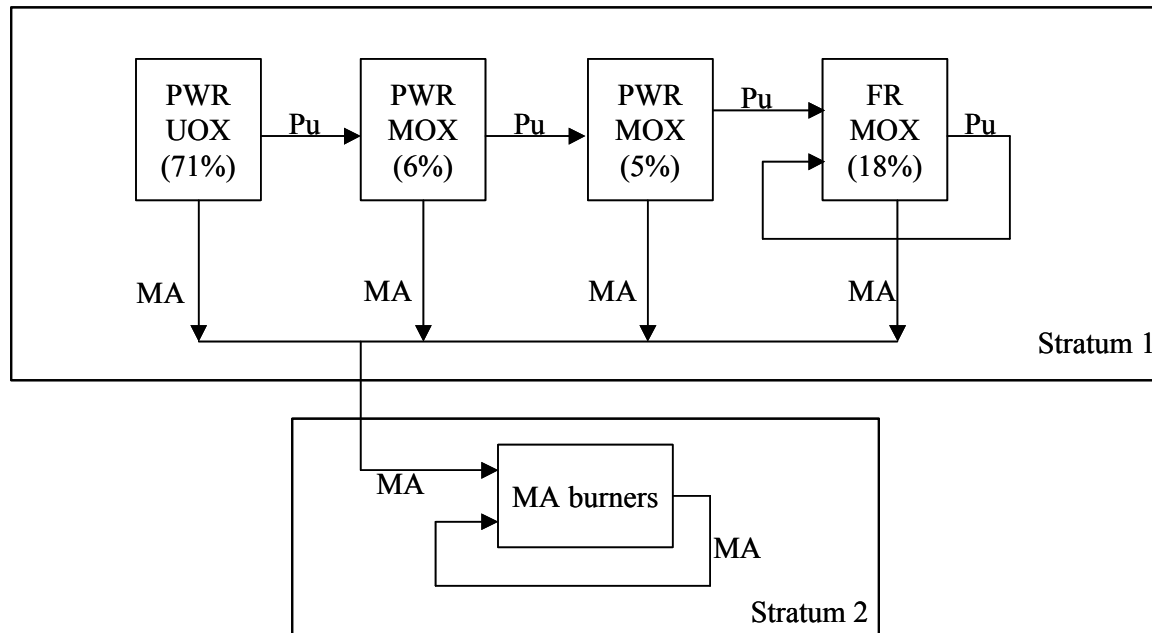 PWR
UOX
(71%)
Pu
PWR
MOX
(6%)
Pu
PWR
MOX
(5%)
Pu
FR
MOX
(18%)
Pu
MA
MA
MA
MA
Stratum 1
MA
MA burners
MA
Stratum 2